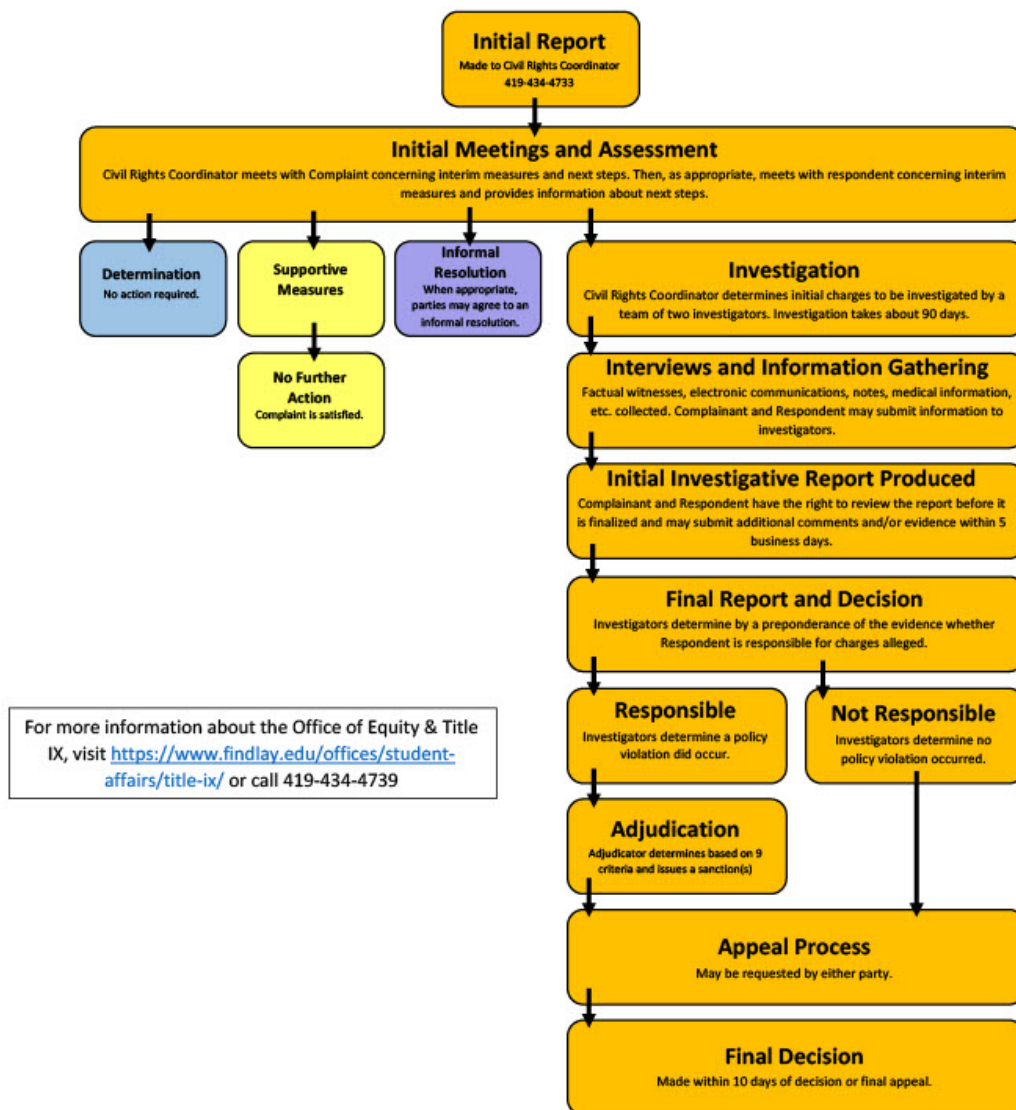 Initial Report
Made to Civil Rights Coordinator
419-434-4733
Initial Meetings and Assessment
Civil Rights Coordinator meets with Complaint concerning interim measures and next steps. Then, as appropriate, meets with respondent concerning interim
measures and provides information about next steps.
Determination
No action required.
Supportive
Measures
No Further
Action
Complaint is satisfied.
Informal
Resolution
When appropriate,
parties may agree to an
informal resolution.
Investigation
Civil Rights Coordinator determines initial charges to be investigated by a
team of two investigators. Investigation takes about 90 days.
Interviews and Information Gathering
Factual witnesses, electronic communications, notes, medical information,
etc. collected. Complainant and Respondent may submit information to
investigators.
Initial Investigative Report Produced
Complainant and Respondent have the right to review the report before it
is finalized and may submit additional comments and/or evidence within 5
business days.
Final Report and Decision
Investigators determine by a preponderance of the evidence whether
Respondent is responsible for charges alleged.
Responsible
Investigators determine a policy
violation did occur.
Not Responsible
Investigators determine no
policy violation occurred.
Adjudication
Adjudicator determines based on 9
criteria and issues a sanction(s)
Appeal Process
May be requested by either party.
Final Decision
Made within 10 days of decision or final appeal.
For more information about the Office of Equity & Title
IX, visit https://www.findlay.edu/offices/student-
affairs/title-ix/ or call 419-434-4739